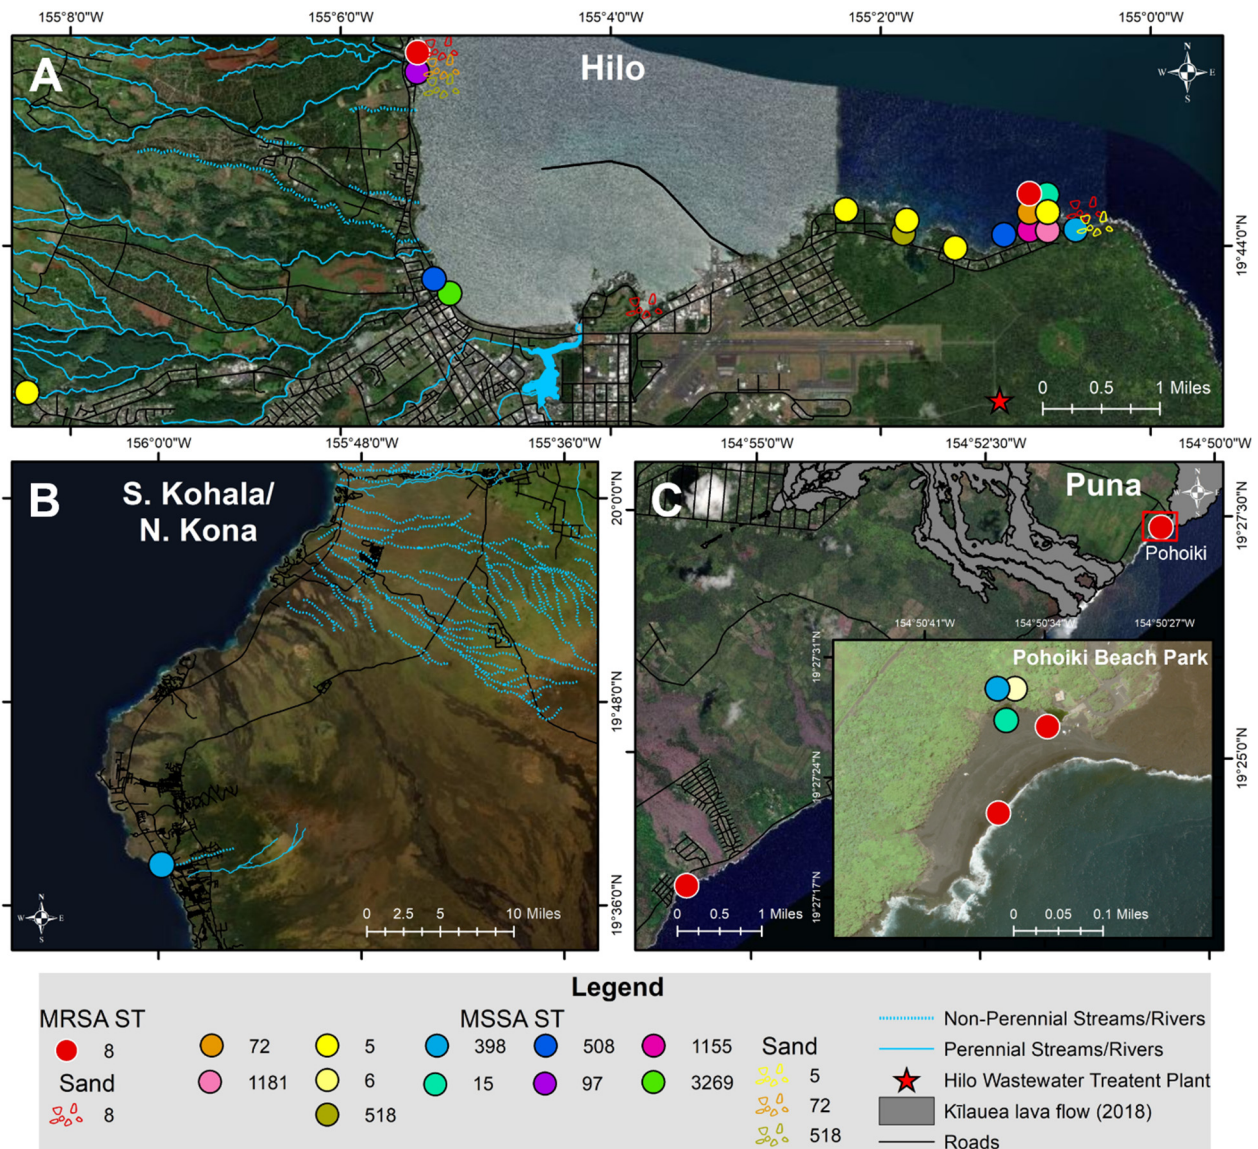 155°8'0"W 155°6'0"W 155°4'0"W 155°2'0"W 155°0'0"W
A
Hilo
N
W E
S
19°44'0"N
0 0.5 1 Miles
156°0'0"W 155°48'0"W 155°36'0"W 154°55'0"W 154°52'30"W 154°50'0"W
B
S. Kohala/
N. Kona
20°0'0"N
19°48'0"N
19°36'0"N
N
W E
S
0 2.5 5 10 Miles
C
Puna
N
S
19°27'30"N
Pohoiki
19°25'0"N
154°50'41"W 154°50'34"W 154°50'27"W
19°27'31"N
Pohoiki Beach Park
19°27'24"N
19°27'17"N
0 0.5 1 Miles
0 0.05 0.1 Miles
Legend
MRSA ST
8
Sand
8
MSSA ST
72 5 398 508 1155
1181 6 15 97 3269
518
Sand
5
72
518
Non-Perennial Streams/Rivers
Perennial Streams/Rivers
Hilo Wastewater Treatent Plant
Kīlauea lava flow (2018)
Roads